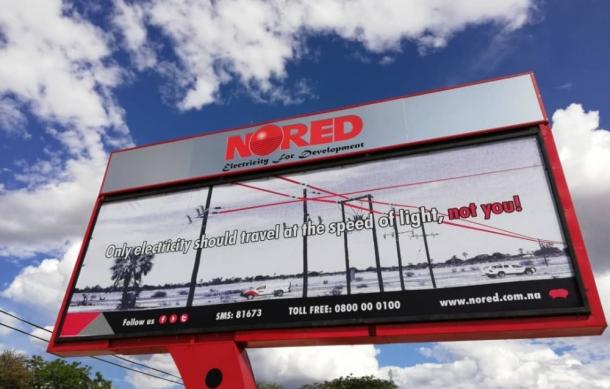 NORED
Electricity For Development
Only electricity should travel at the speed of light, not you!
Follow us
SMS: 81673
TOLL FREE: 0800 00 0100
www.nored.com.na